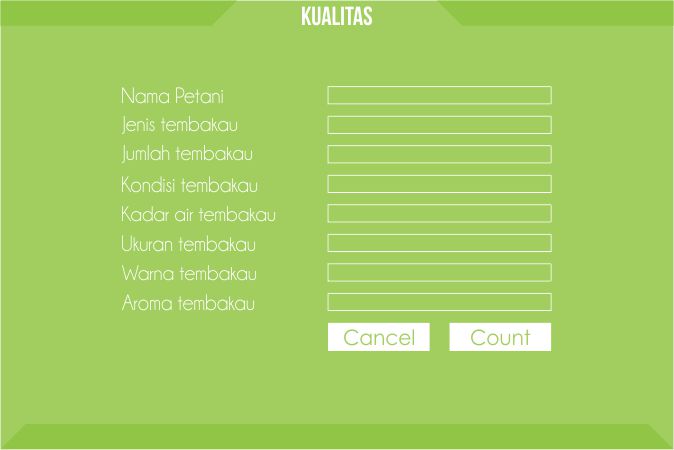 KUALITAS
Nama Petani
Jenis tembakau
Jumlah tembakau
Kondisi tembakau
Kadar air tembakau
Ukuran tembakau
Warna tembakau
Aroma tembakau
Cancel Count